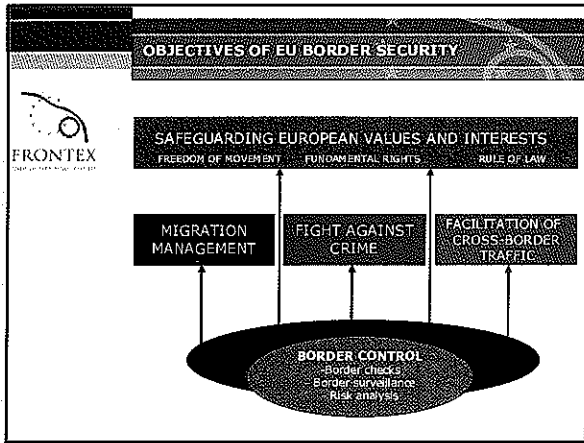 OBJECTIVES OF EU BORDER SECURITY
FRONTEX
SAFEGUARDING EUROPEAN VALUES AND INTERESTS
FREEDOM OF MOVEMENT FUNDAMENTAL RIGHTS RULE OF LAW
MIGRATION
MANAGEMENT
FIGHT AGAINST
CRIME
FACILITATION OF
CROSS-BORDER
TRAFFIC
BORDER CONTROL
-Border checks
- Border surveillance
- Risk analysis